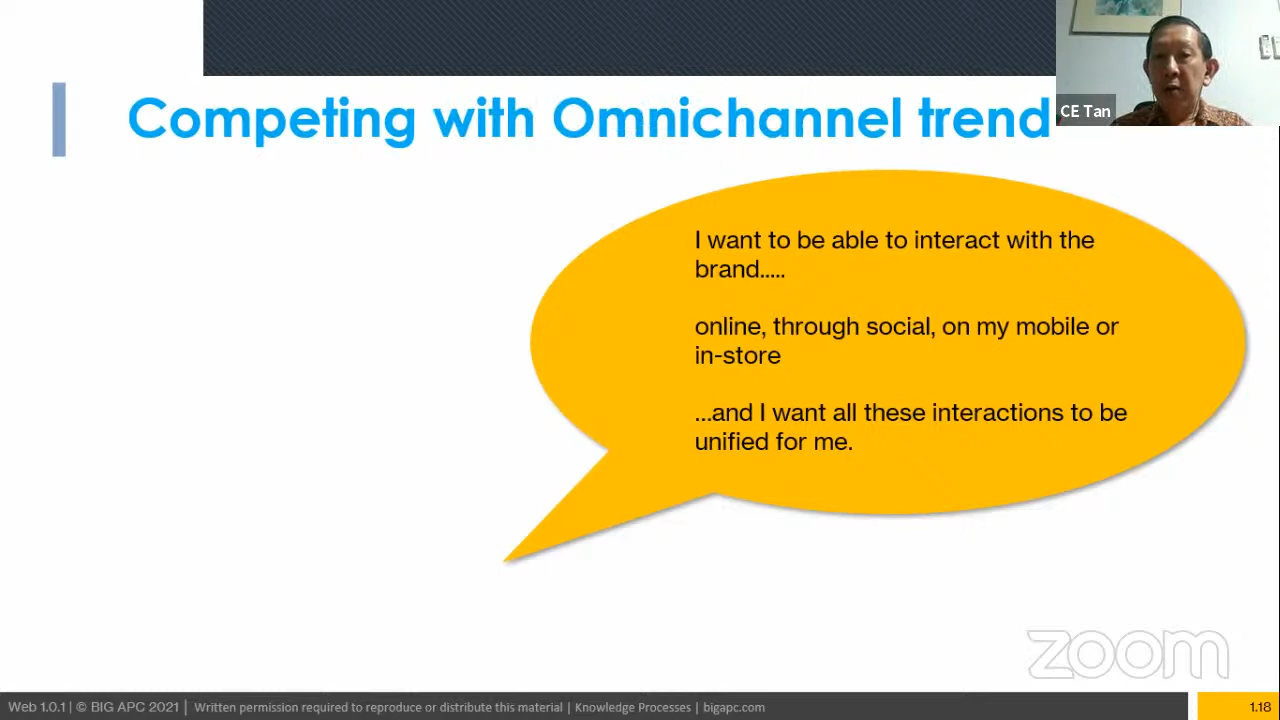 Competing with Omnichannel trend
CE Tan
I want to be able to interact with the
brand.....
online, through social, on my mobile or
in-store
...and I want all these interactions to be
unified for me.
zoom
Web 1.0.1 | © BIG APC 2021 | Written permission required to reproduce or distribute this material | Knowledge Processes | bigapc.com
1.18